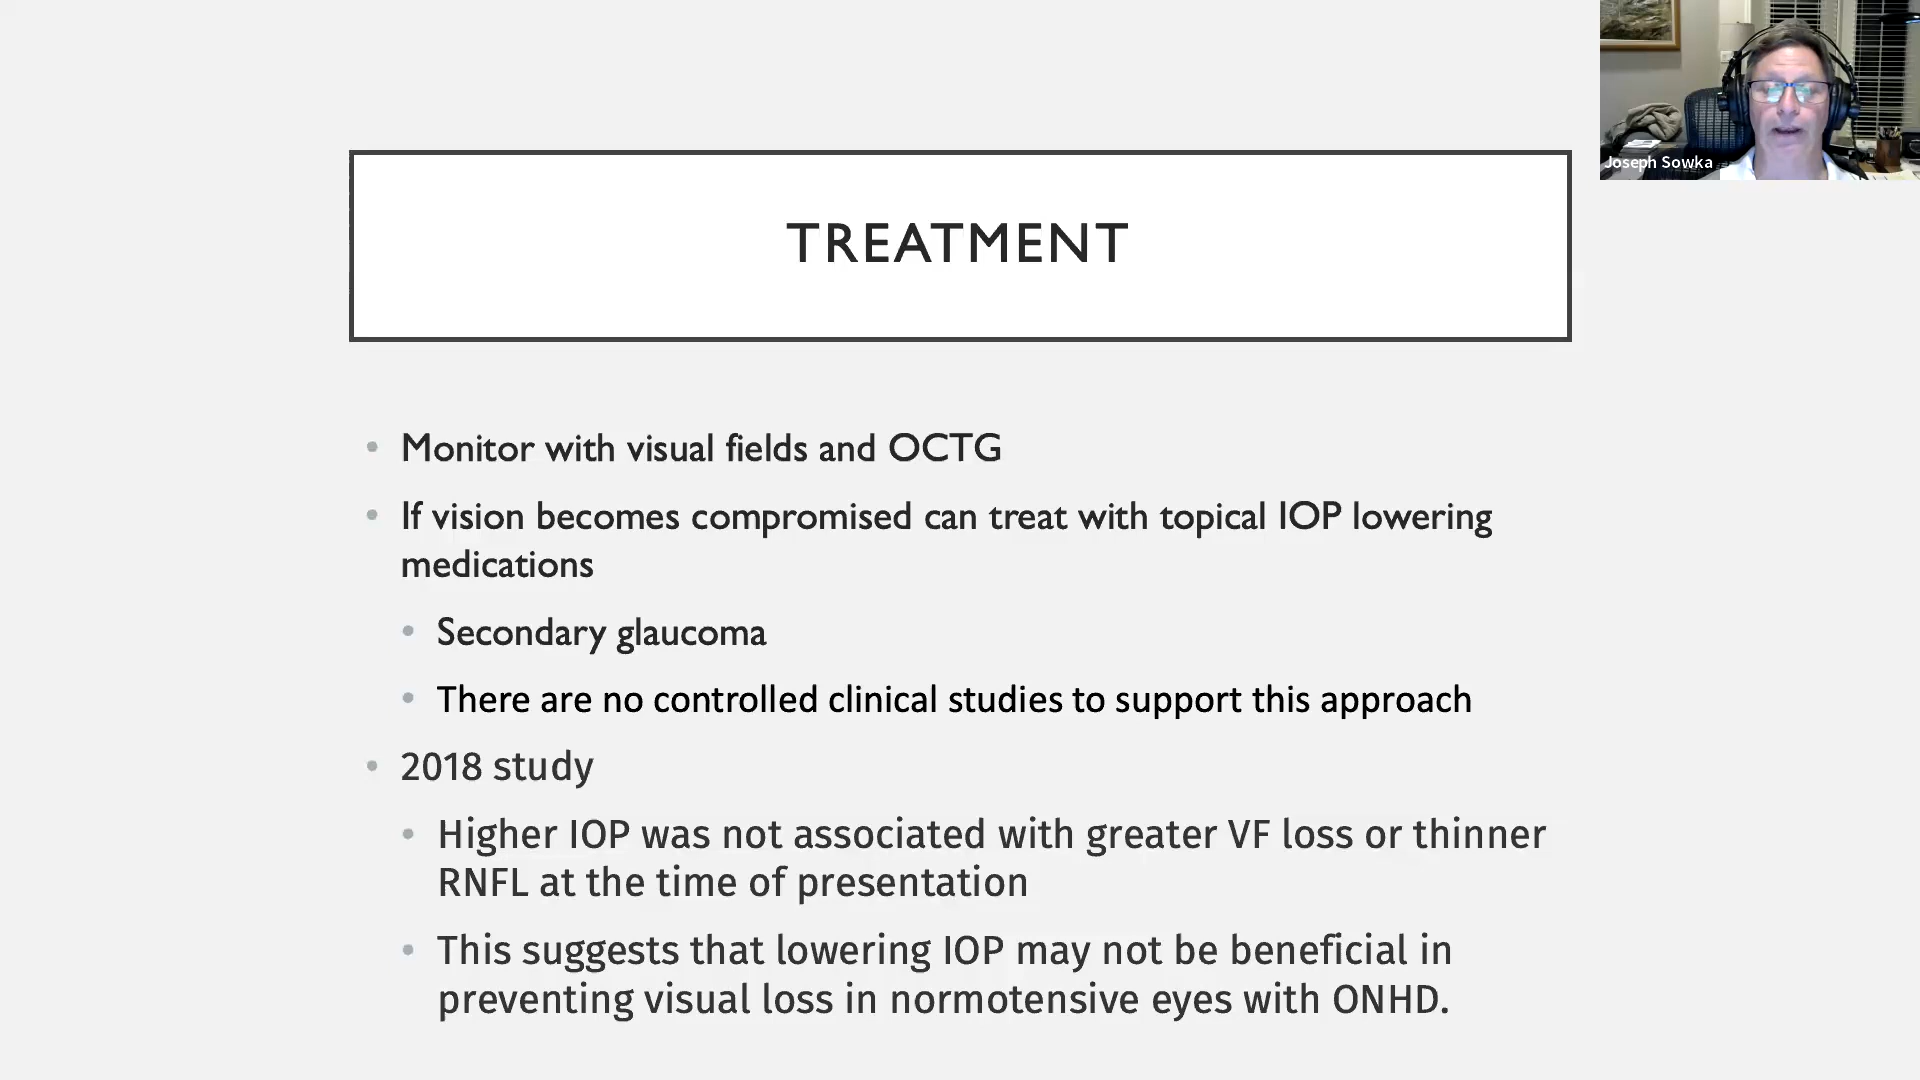 Joseph Sowka
TREATMENT
• Monitor with visual fields and OCTG
• If vision becomes compromised can treat with topical IOP lowering
medications
• Secondary glaucoma
• There are no controlled clinical studies to support this approach
• 2018 study
• Higher IOP was not associated with greater VF loss or thinner
RNFL at the time of presentation
• This suggests that lowering IOP may not be beneficial in
preventing visual loss in normotensive eyes with ONHD.